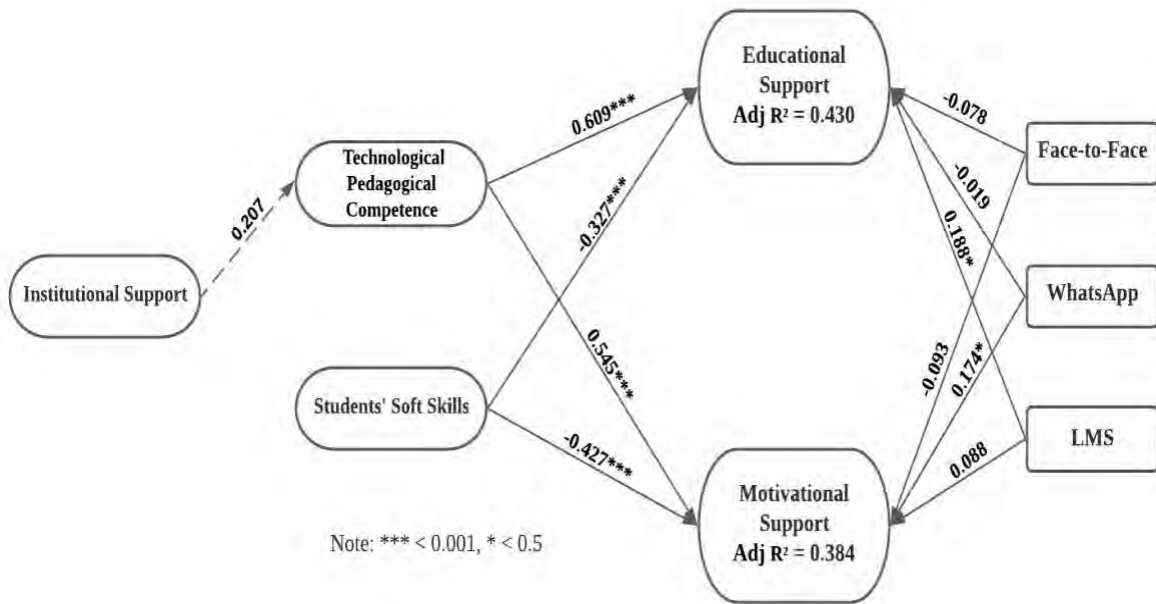 Educational
Support
Adj R² = 0.430
-0.078
0.609***
Face-to-Face
Technological
Pedagogical
Competence
-0.019
-0.327***
0.188*
0.207
Institutional Support
WhatsApp
0.545***
-0.093
0.174*
Students' Soft Skills
LMS
-0.427***
0.088
Motivational
Support
Adj R² = 0.384
Note: *** < 0.001, * < 0.5